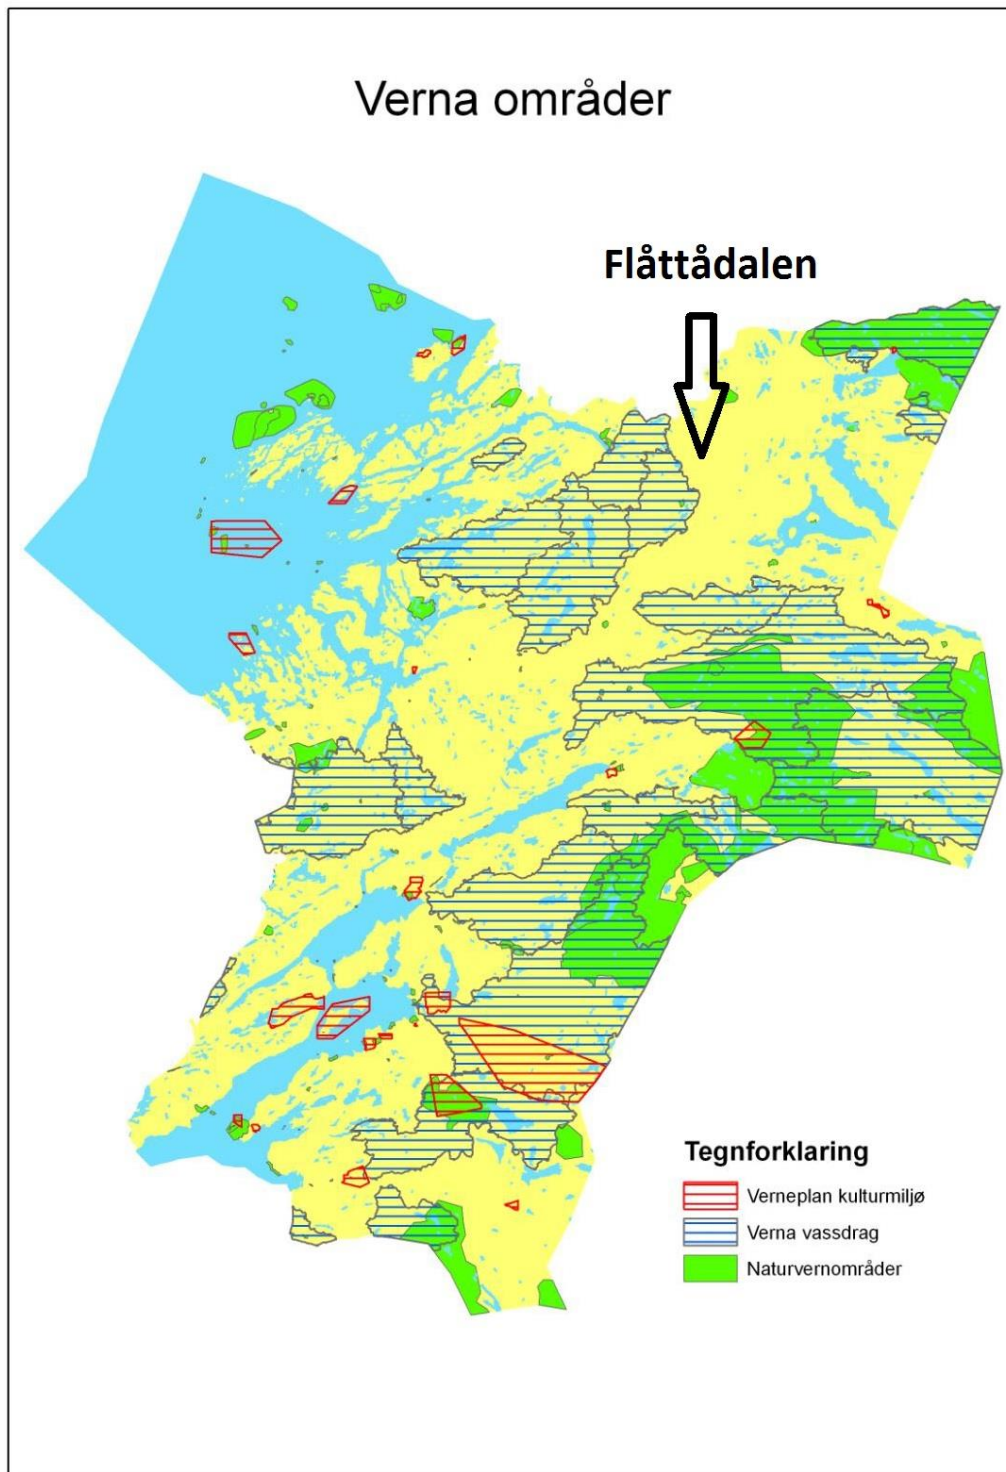 Verna områder
Flåttådalen
Tegnforklaring
Verneplan kulturmiljø
Verna vassdrag
Naturvernområder